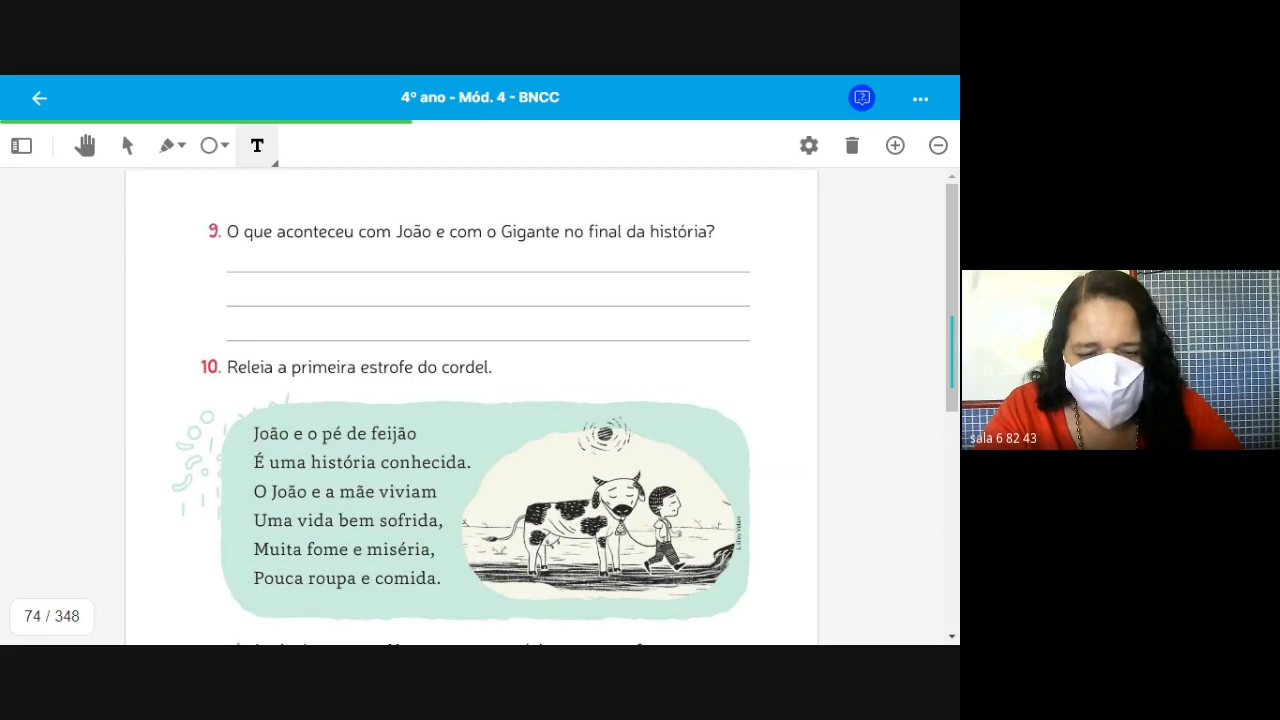 4º ano - Mód. 4 - BNCC
T
9. O que aconteceu com João e com o Gigante no final da história?
10. Releia a primeira estrofe do cordel.
João e o pé de feijão
É uma história conhecida.
O João e a mãe viviam
Uma vida bem sofrida,
Muita fome e miséria,
Pouca roupa e comida.
74 / 348
sala 6 82 43